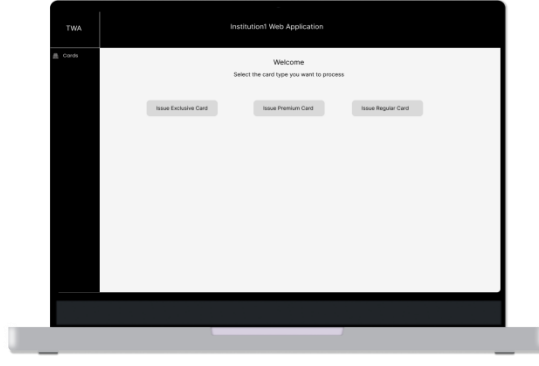 TWA
Institution1 Web Application
Cards
Welcome
Select the card type you want to process
Issue Exclusive Card
Issue Premium Card
Issue Regular Card